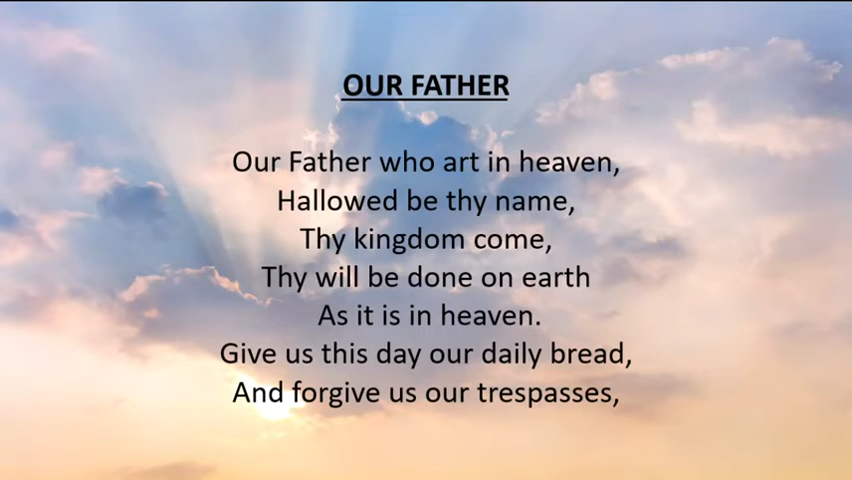 OUR FATHER
Our Father who art in heaven,
Hallowed be thy name,
Thy kingdom come,
Thy will be done on earth
As it is in heaven.
Give us this day our daily bread,
And forgive us our trespasses,